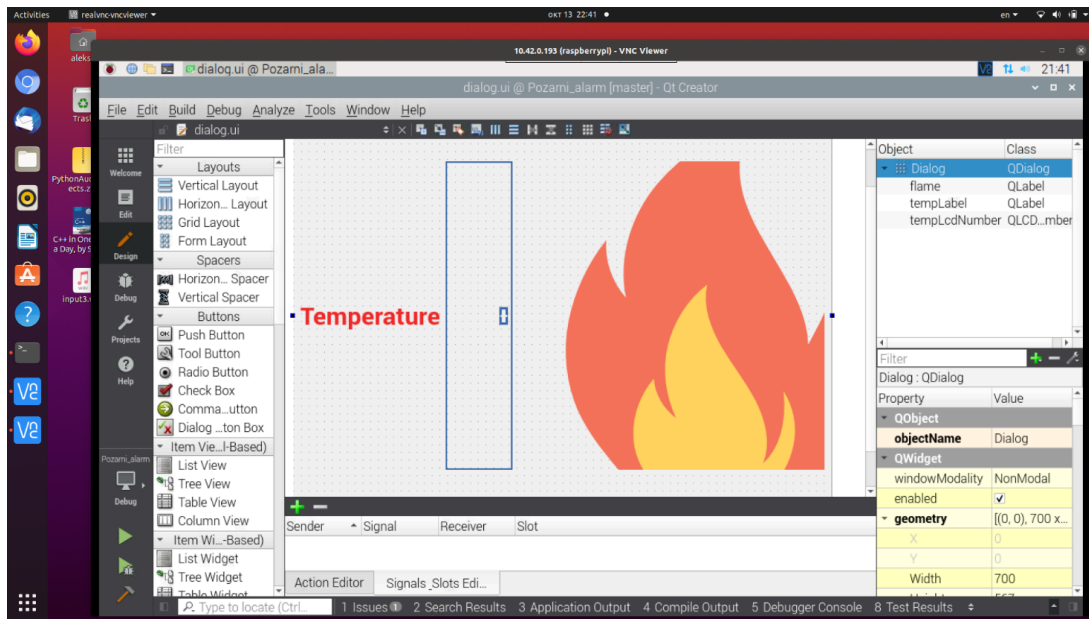 Activities realvnc-vncviewer окт 13 22:41 en
10.42.0.193 (raspberrypi) - VNC Viewer
dialog.ui @ Pozarni_ala... 21:41
dialog.ui @ Pozarni_alarm [master] - Qt Creator
File Edit Build Debug Analyze Tools Window Help
dialog.ui
aleks
Trash
input3.
Welcome
Edit
Design
Debug
Projects
Help
Pozarni_alarm
Debug
Filter
Layouts
Vertical Layout
Horizon... Layout
Grid Layout
Form Layout
Spacers
Horizon... Spacer
Vertical Spacer
Buttons
Push Button
Tool Button
Radio Button
Check Box
Comma...utton
Dialog ...ton Box
Item Vie...l-Based)
List View
Tree View
Table View
Column View
Item Wi...-Based)
List Widget
Tree Widget
Table Widget
Temperature 0
Sender Signal Receiver Slot
Action Editor Signals_Slots Edi...
Object Class
Dialog QDialog
flame QLabel
tempLabel QLabel
tempLcdNumber QLCD...mber
Filter
Dialog : QDialog
Property Value
QObject
objectName Dialog
QWidget
windowModality NonModal
enabled
geometry [(0, 0), 700 x...
X 0
Y 0
Width 700
Type to locate (Ctrl... 1 Issues 1 2 Search Results 3 Application Output 4 Compile Output 5 Debugger Console 8 Test Results